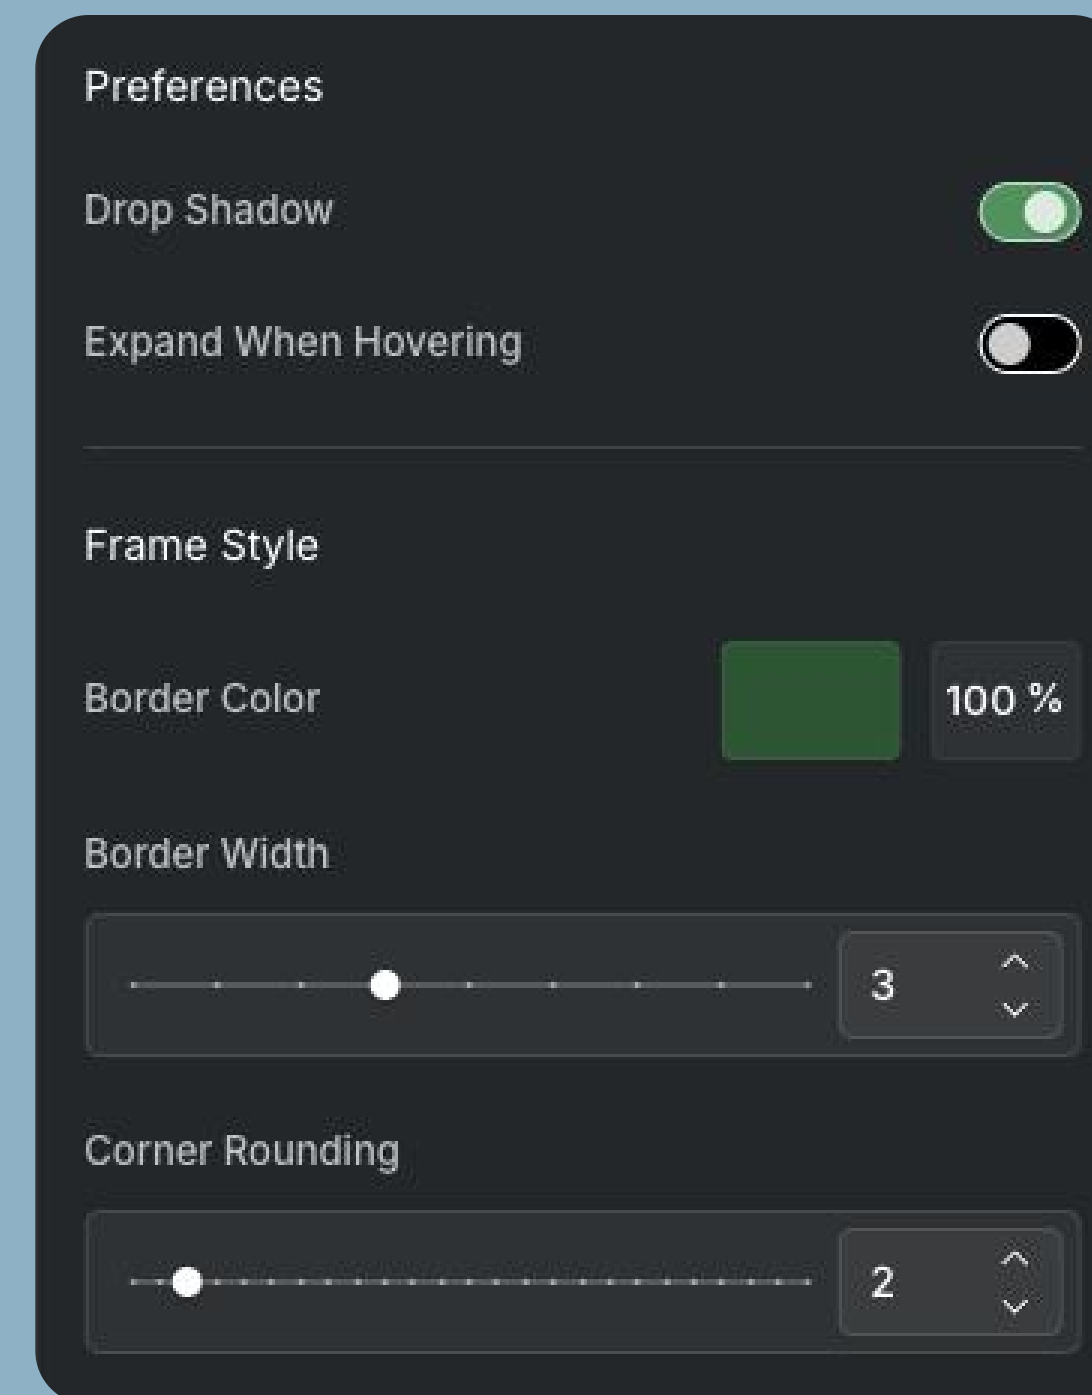 Preferences
Drop Shadow
Expand When Hovering
Frame Style
Border Color
100 %
Border Width
3
Corner Rounding
2